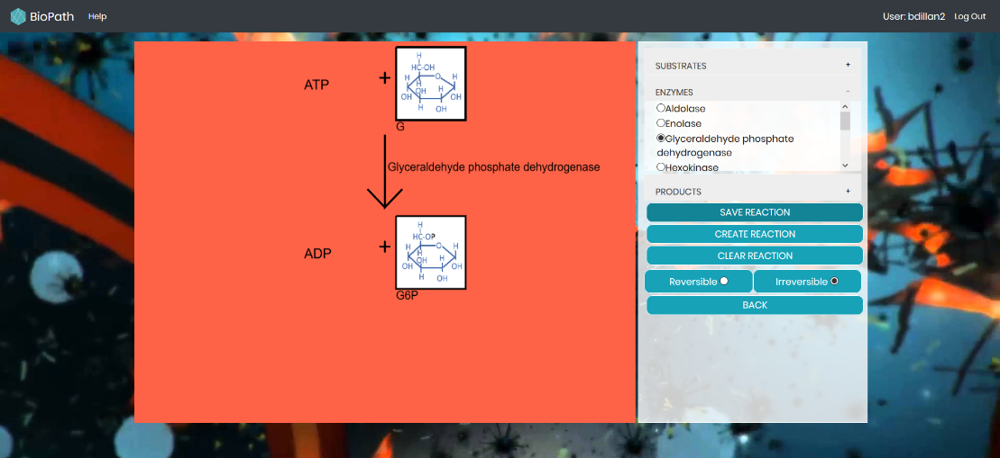 BioPath Help User: bdillan2 Log Out
ATP + 
H
HC-OH
H O H
H
OH OH H OH
H OH
G
Glyceraldehyde phosphate dehydrogenase
ADP +
H
HC-OP
H O H
H
OH OH H OH
H OH
G6P
SUBSTRATES +
ENZYMES -
Aldolase
Enolase
Glyceraldehyde phosphate
dehydrogenase
Hexokinase
PRODUCTS +
SAVE REACTION
CREATE REACTION
CLEAR REACTION
Reversible Irreversible
BACK